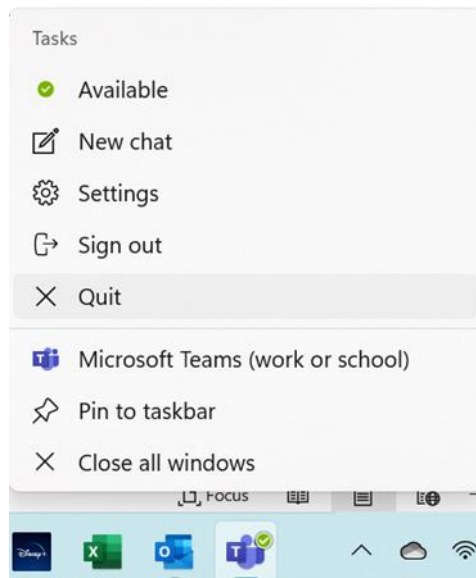 Tasks
Available
New chat
Settings
Sign out
Quit
Microsoft Teams (work or school)
Pin to taskbar
Close all windows
Focus
Disney+